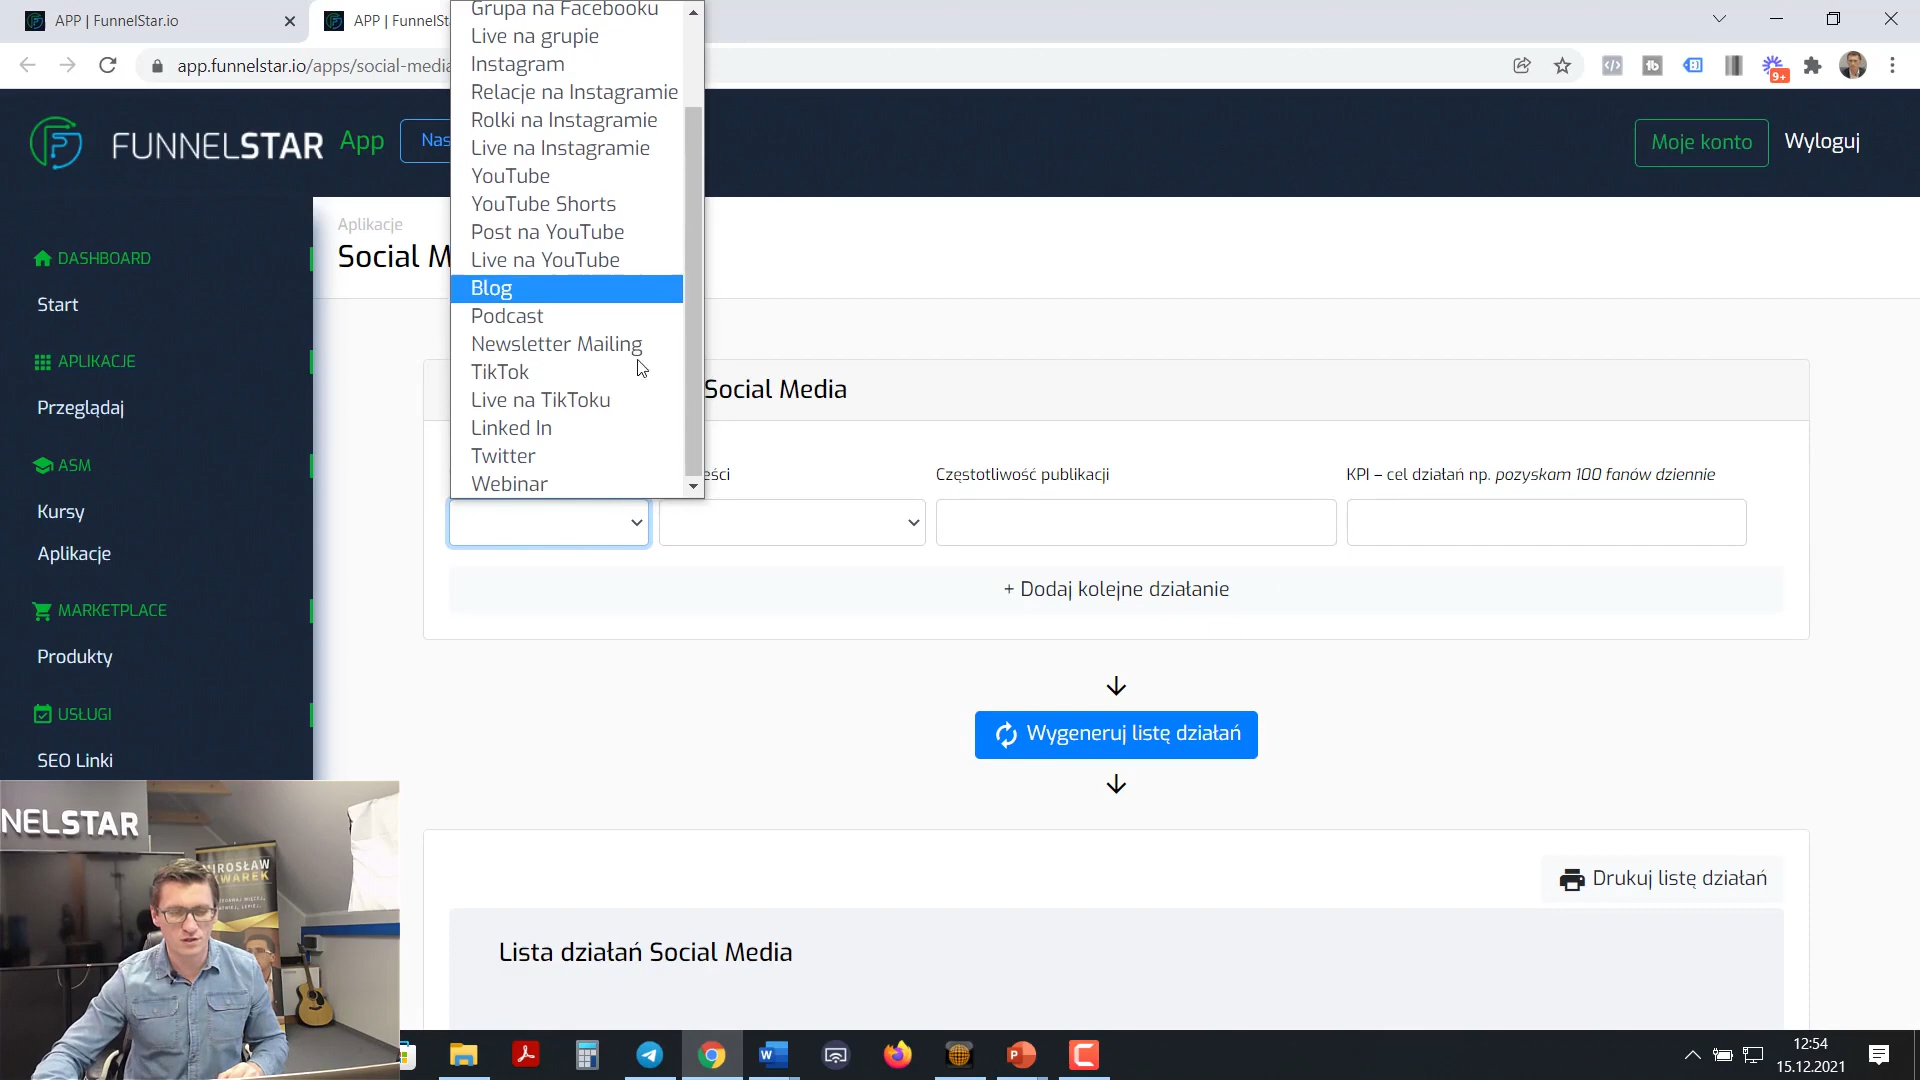 APP | FunnelStar.io
APP | FunnelSt
app.funnelstar.io/apps/social-media
9+
FUNNELSTAR App
Nas
Moje konto
Wyloguj
Grupa na Facebooku
Live na grupie
Instagram
Relacje na Instagramie
Rolki na Instagramie
Live na Instagramie
YouTube
YouTube Shorts
Post na YouTube
Live na YouTube
Blog
Podcast
Newsletter Mailing
TikTok
Live na TikToku
Linked In
Twitter
Webinar
DASHBOARD
Start
APLIKACJE
Przeglądaj
ASM
Kursy
Aplikacje
MARKETPLACE
Produkty
USŁUGI
SEO Linki
Aplikacje
Social M
Social Media
eści
Częstotliwość publikacji
KPI – cel działań np. pozyskam 100 fanów dziennie
+ Dodaj kolejne działanie
Wygeneruj listę działań
Drukuj listę działań
Lista działań Social Media
NELSTAR
IROSŁAW
WAREK
12:54
15.12.2021